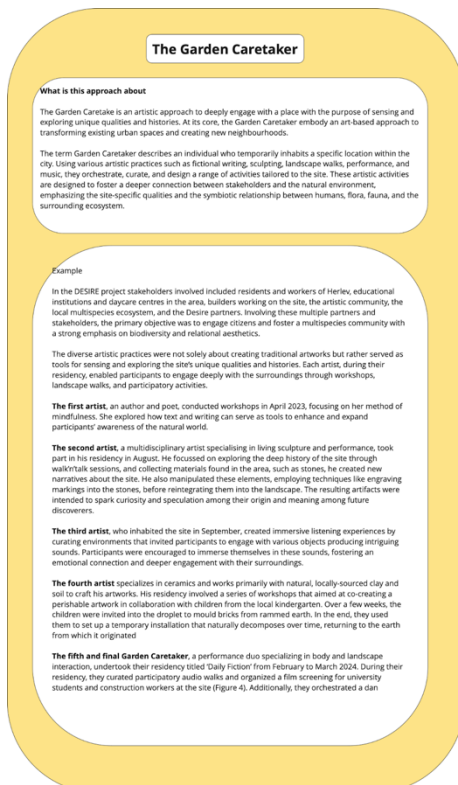 The Garden Caretaker
What is this approach about
The Garden Caretake is an artistic approach to deeply engage with a place with the purpose of sensing and
exploring unique qualities and histories. At its core, the Garden Caretaker embody an art-based approach to
transforming existing urban spaces and creating new neighbourhoods.
The term Garden Caretaker describes an individual who temporarily inhabits a specific location within the
city. Using various artistic practices such as fictional writing, sculpting, landscape walks, performance, and
music, they orchestrate, curate, and design a range of activities tailored to the site. These artistic activities
are designed to foster a deeper connection between stakeholders and the natural environment,
emphasizing the site-specific qualities and the symbiotic relationship between humans, flora, fauna, and the
surrounding ecosystem.
Example
In the DESIRE project stakeholders involved included residents and workers of Herlev, educational
institutions and daycare centres in the area, builders working on the site, the artistic community, the
local multispecies ecosystem, and the Desire partners. Involving these multiple partners and
stakeholders, the primary objective was to engage citizens and foster a multispecies community with
a strong emphasis on biodiversity and relational aesthetics.
The diverse artistic practices were not solely about creating traditional artworks but rather served as
tools for sensing and exploring the site's unique qualities and histories. Each artist, during their
residency, enabled participants to engage deeply with the surroundings through workshops,
landscape walks, and participatory activities.
The first artist, an author and poet, conducted workshops in April 2023, focusing on her method of
mindfulness. She explored how text and writing can serve as tools to enhance and expand
participants' awareness of the natural world.
The second artist, a multidisciplinary artist specialising in living sculpture and performance, took
part in his residency in August. He focussed on exploring the deep history of the site through
walk'n'talk sessions, and collecting materials found in the area, such as stones, he created new
narratives about the site. He also manipulated these elements, employing techniques like engraving
markings into the stones, before reintegrating them into the landscape. The resulting artifacts were
intended to spark curiosity and speculation among their origin and meaning among future
discoverers.
The third artist, who inhabited the site in September, created immersive listening experiences by
curating environments that invited participants to engage with various objects producing intriguing
sounds. Participants were encouraged to immerse themselves in these sounds, fostering an
emotional connection and deeper engagement with their surroundings.
The fourth artist specializes in ceramics and works primarily with natural, locally-sourced clay and
soil to craft his artworks. His residency involved a series of workshops that aimed at co-creating a
perishable artwork in collaboration with children from the local kindergarten. Over a few weeks, the
children were invited into the droplet to mould bricks from rammed earth. In the end, they used
them to set up a temporary installation that naturally decomposes over time, returning to the earth
from which it originated
The fifth and final Garden Caretaker, a performance duo specializing in body and landscape
interaction, undertook their residency titled 'Daily Fiction' from February to March 2024. During their
residency, they curated participatory audio walks and organized a film screening for university
students and construction workers at the site (Figure 4). Additionally, they orchestrated a dan